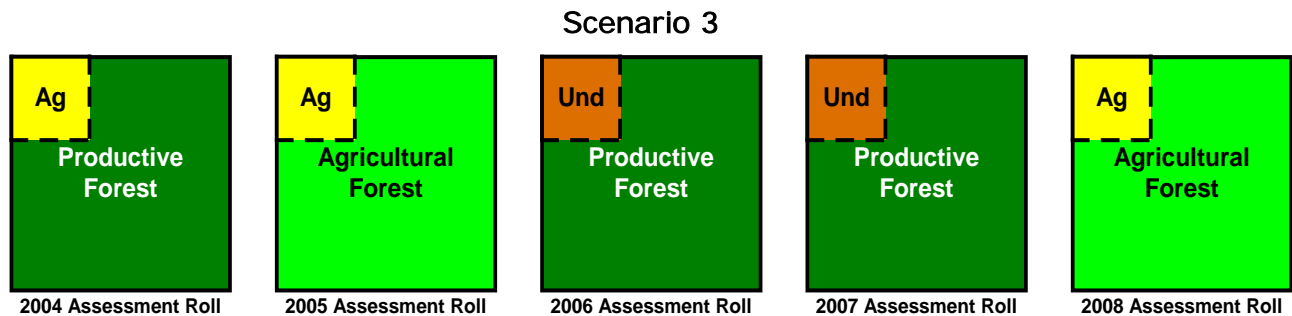 Scenario 3
Ag
Productive
Forest
2004 Assessment Roll
Ag
Agricultural
Forest
2005 Assessment Roll
Und
Productive
Forest
2006 Assessment Roll
Und
Productive
Forest
2007 Assessment Roll
Ag
Agricultural
Forest
2008 Assessment Roll